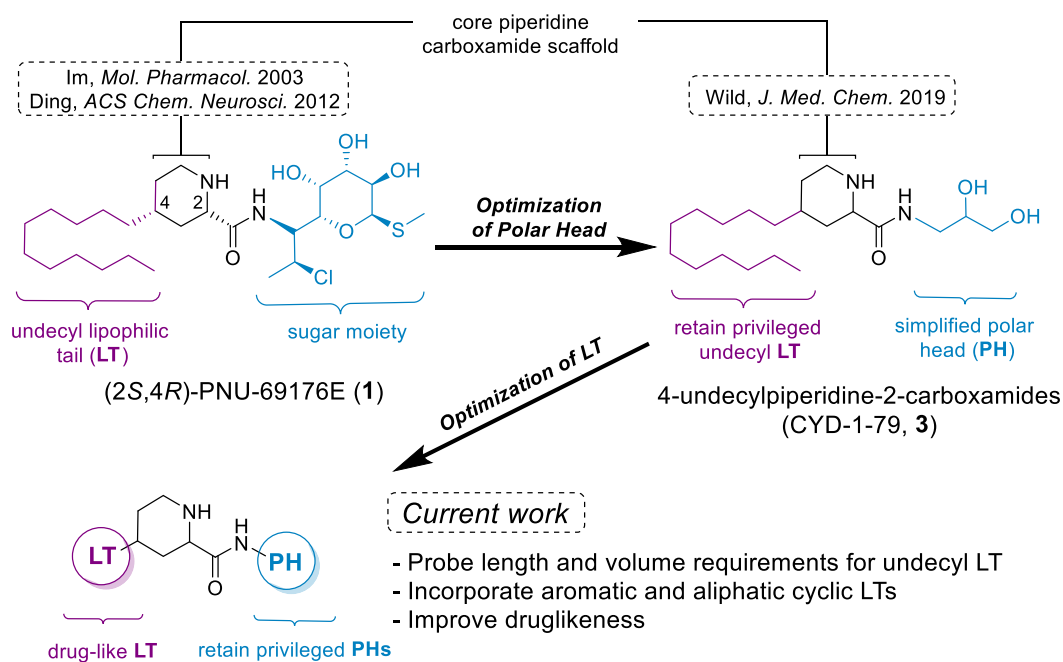 core piperidine
carboxamide scaffold
Im, Mol. Pharmacol. 2003
Ding, ACS Chem. Neurosci. 2012
Wild, J. Med. Chem. 2019
OH
HO
OH
OH
NH
4
2
H
N
O
O
S
Cl
Optimization
of Polar Head
NH
H
N
O
OH
OH
undecyl lipophilic
tail (LT)
sugar moiety
retain privileged
undecyl LT
simplified polar
head (PH)
(2S,4R)-PNU-69176E (1)
Optimization of LT
4-undecylpiperidine-2-carboxamides
(CYD-1-79, 3)
LT
NH
H
N
O
PH
drug-like LT
retain privileged PHs
Current work
- Probe length and volume requirements for undecyl LT
- Incorporate aromatic and aliphatic cyclic LTs
- Improve druglikeness